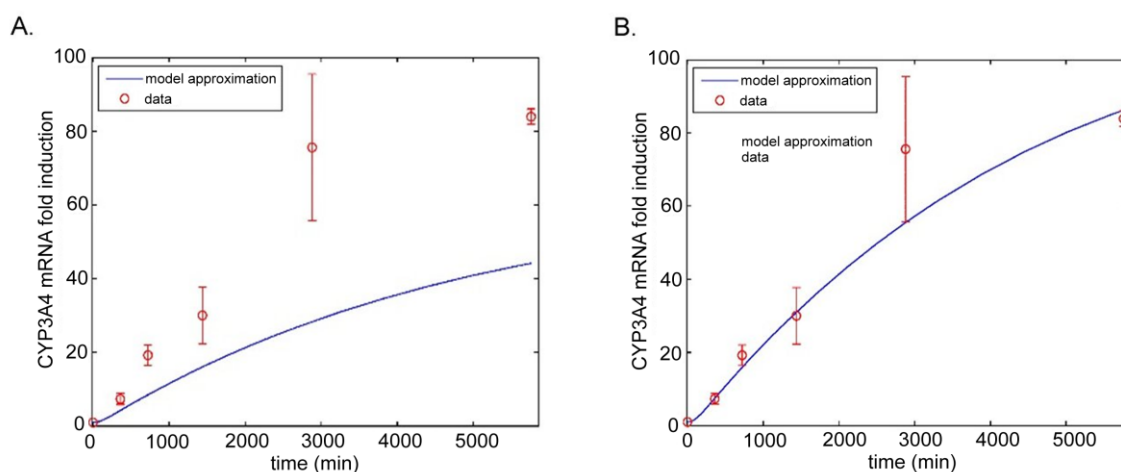 A.
100
80
60
40
20
0
CYP3A4 mRNA fold induction
model approximation
data
0 1000 2000 3000 4000 5000
time (min)
B.
100
80
60
40
20
0
CYP3A4 mRNA fold induction
model approximation
data
model approximation
data
0 1000 2000 3000 4000 5000
time (min)